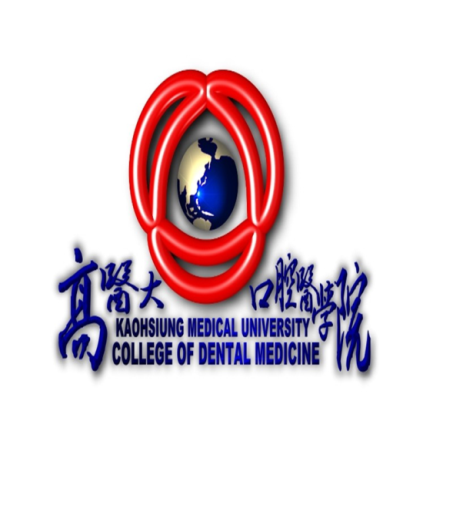 高醫大 口腔醫學院
KAOHSIUNG MEDICAL UNIVERSITY
COLLEGE OF DENTAL MEDICINE